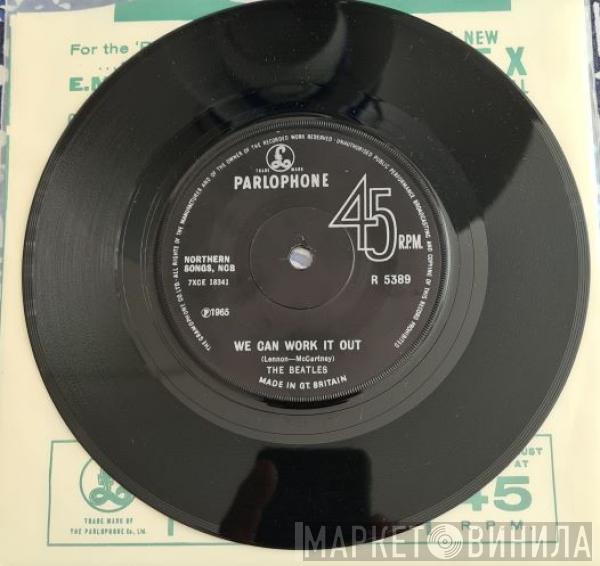 For the
NEW
E.M
X
THE GRAMOPHONE CO. LTD. ALL RIGHTS OF THE MANUFACTURER AND OF THE OWNER OF THE RECORDED WORK RESERVED · UNAUTHORISED PUBLIC PERFORMANCE BROADCASTING AND COPYING OF THIS RECORD PROHIBITED
TRADE MARK
PARLOPHONE
45
R.P.M.
NORTHERN
SONGS, NCB
7XCE 18341
R 5389
℗1965
WE CAN WORK IT OUT
(Lennon—McCartney)
THE BEATLES
MADE IN GT. BRITAIN
UST
AT
45
R.P.M.
TRADE MARK OF
THE PARLOPHONE Co., LTD.
МАРКЕТ ВИНИЛА